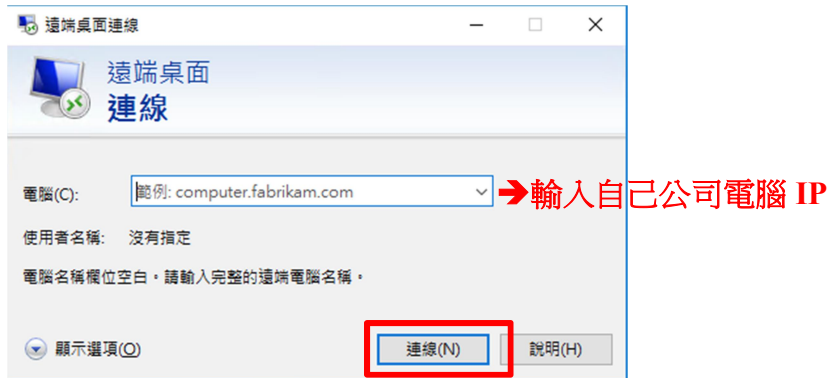 遠端桌面連線
遠端桌面
連線
電腦(C):
範例: computer.fabrikam.com
➔輸入自己公司電腦 IP
使用者名稱:
沒有指定
電腦名稱欄位空白。請輸入完整的遠端電腦名稱。
顯示選項(O)
連線(N)
說明(H)